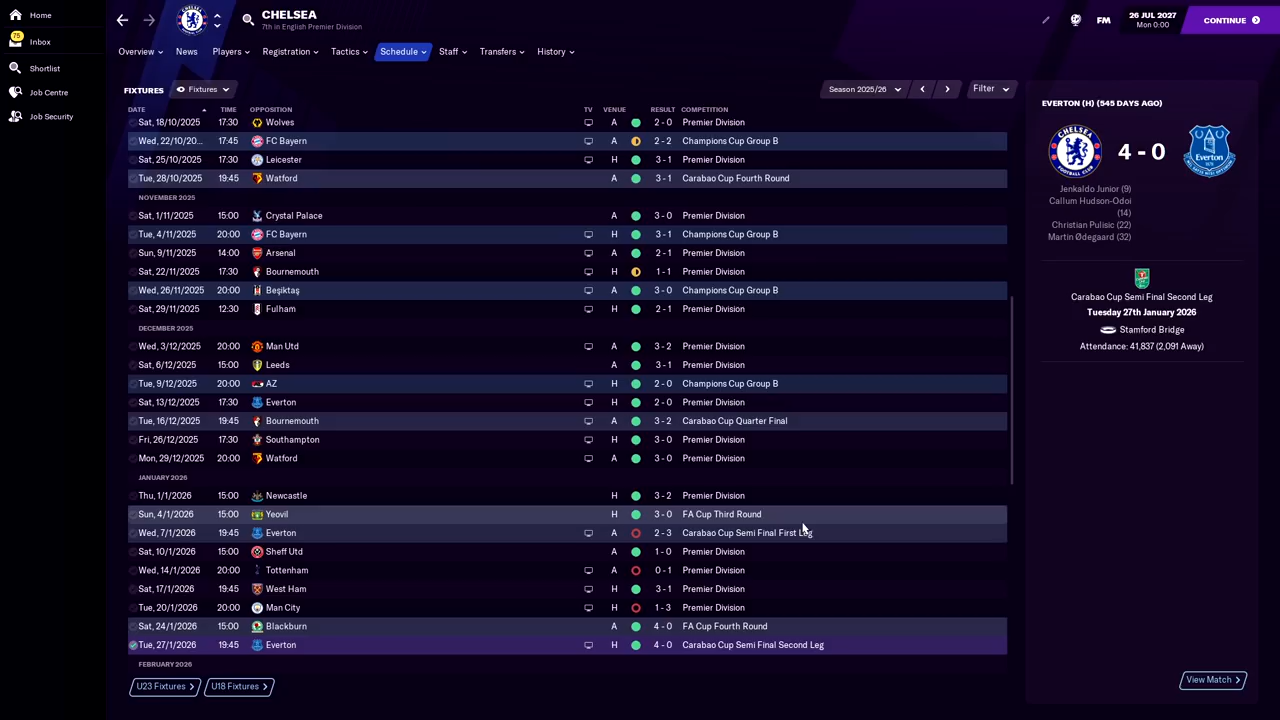 Home
75
Inbox
Shortlist
Job Centre
Job Security
CHELSEA
7th in English Premier Division
FM
26 JUL 2027
Mon 0:00
CONTINUE
Overview News Players Registration Tactics Schedule Staff Transfers History
FIXTURES Fixtures Season 2025/26 Filter
DATE TIME OPPOSITION TV VENUE RESULT COMPETITION
Sat, 18/10/2025 17:30 Wolves A 2 - 0 Premier Division
Wed, 22/10/20... 17:45 FC Bayern A 2 - 2 Champions Cup Group B
Sat, 25/10/2025 17:30 Leicester H 3 - 1 Premier Division
Tue, 28/10/2025 19:45 Watford A 3 - 1 Carabao Cup Fourth Round
NOVEMBER 2025
Sat, 1/11/2025 15:00 Crystal Palace A 3 - 0 Premier Division
Tue, 4/11/2025 20:00 FC Bayern H 3 - 1 Champions Cup Group B
Sun, 9/11/2025 14:00 Arsenal A 2 - 1 Premier Division
Sat, 22/11/2025 17:30 Bournemouth H 1 - 1 Premier Division
Wed, 26/11/2025 20:00 Beşiktaş A 3 - 0 Champions Cup Group B
Sat, 29/11/2025 12:30 Fulham H 2 - 1 Premier Division
DECEMBER 2025
Wed, 3/12/2025 20:00 Man Utd A 3 - 2 Premier Division
Sat, 6/12/2025 15:00 Leeds A 3 - 1 Premier Division
Tue, 9/12/2025 20:00 AZ H 2 - 0 Champions Cup Group B
Sat, 13/12/2025 17:30 Everton H 2 - 0 Premier Division
Tue, 16/12/2025 19:45 Bournemouth A 3 - 2 Carabao Cup Quarter Final
Fri, 26/12/2025 17:30 Southampton H 3 - 0 Premier Division
Mon, 29/12/2025 20:00 Watford A 3 - 0 Premier Division
JANUARY 2026
Thu, 1/1/2026 15:00 Newcastle H 3 - 2 Premier Division
Sun, 4/1/2026 15:00 Yeovil H 3 - 0 FA Cup Third Round
Wed, 7/1/2026 19:45 Everton A 2 - 3 Carabao Cup Semi Final First Leg
Sat, 10/1/2026 15:00 Sheff Utd A 1 - 0 Premier Division
Wed, 14/1/2026 20:00 Tottenham A 0 - 1 Premier Division
Sat, 17/1/2026 19:45 West Ham H 3 - 1 Premier Division
Tue, 20/1/2026 20:00 Man City H 1 - 3 Premier Division
Sat, 24/1/2026 15:00 Blackburn A 4 - 0 FA Cup Fourth Round
Tue, 27/1/2026 19:45 Everton H 4 - 0 Carabao Cup Semi Final Second Leg
FEBRUARY 2026
U23 Fixtures U18 Fixtures
EVERTON (H) (545 DAYS AGO)
4 - 0
Jenkaldo Junior (9)
Callum Hudson-Odoi
(14)
Christian Pulisic (22)
Martin Ødegaard (32)
Carabao Cup Semi Final Second Leg
Tuesday 27th January 2026
Stamford Bridge
Attendance: 41,837 (2,091 Away)
View Match